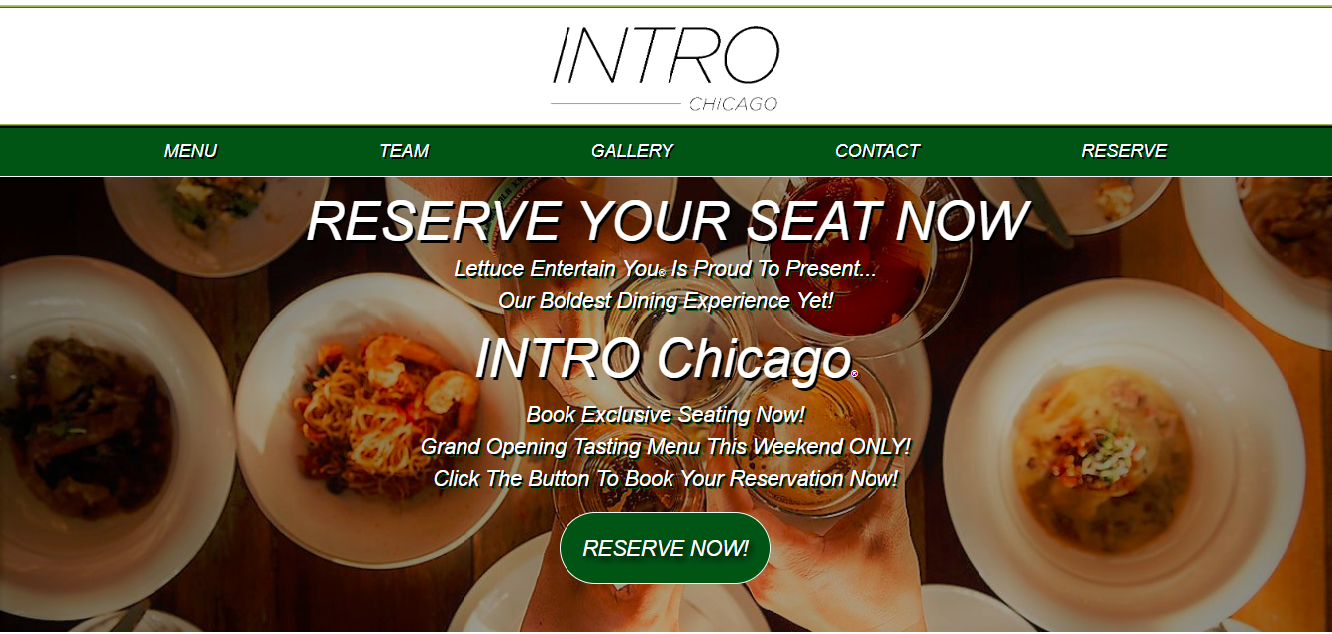 INTRO
CHICAGO
MENU TEAM GALLERY CONTACT RESERVE
RESERVE YOUR SEAT NOW
Lettuce Entertain You® Is Proud To Present...
Our Boldest Dining Experience Yet!
INTRO Chicago®
Book Exclusive Seating Now!
Grand Opening Tasting Menu This Weekend ONLY!
Click The Button To Book Your Reservation Now!
RESERVE NOW!